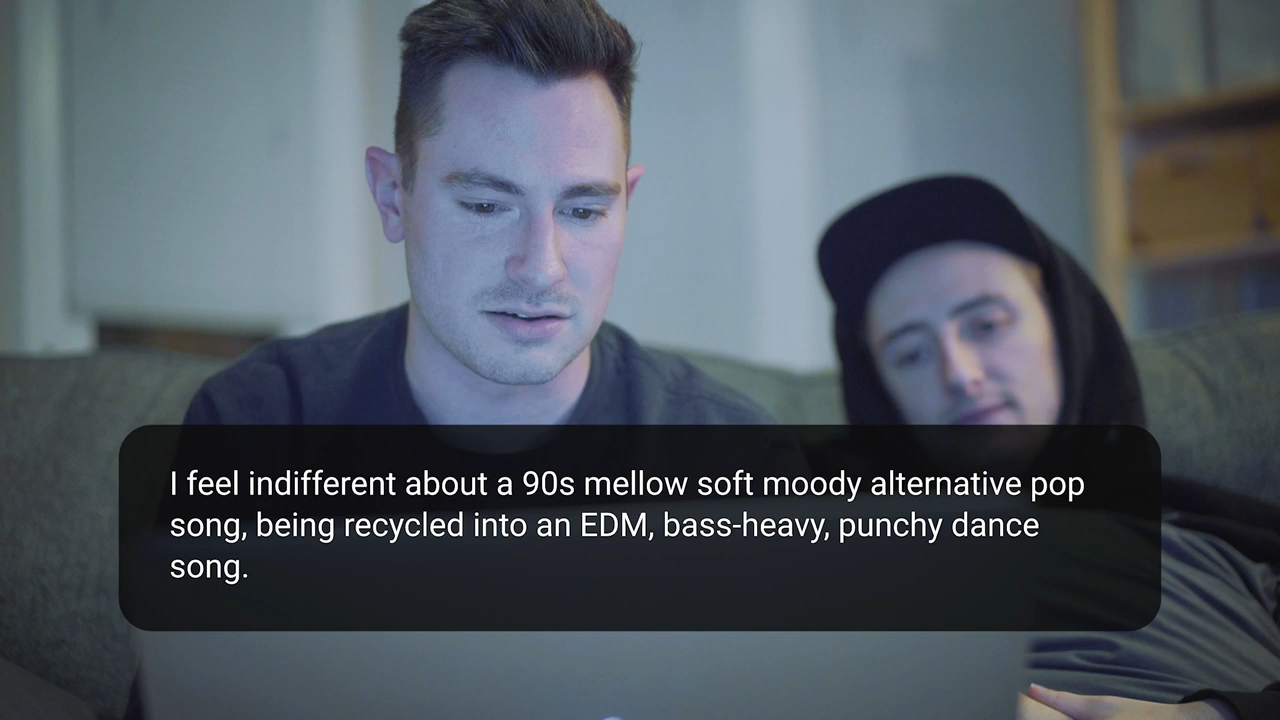 I feel indifferent about a 90s mellow soft moody alternative pop
song, being recycled into an EDM, bass-heavy, punchy dance
song.